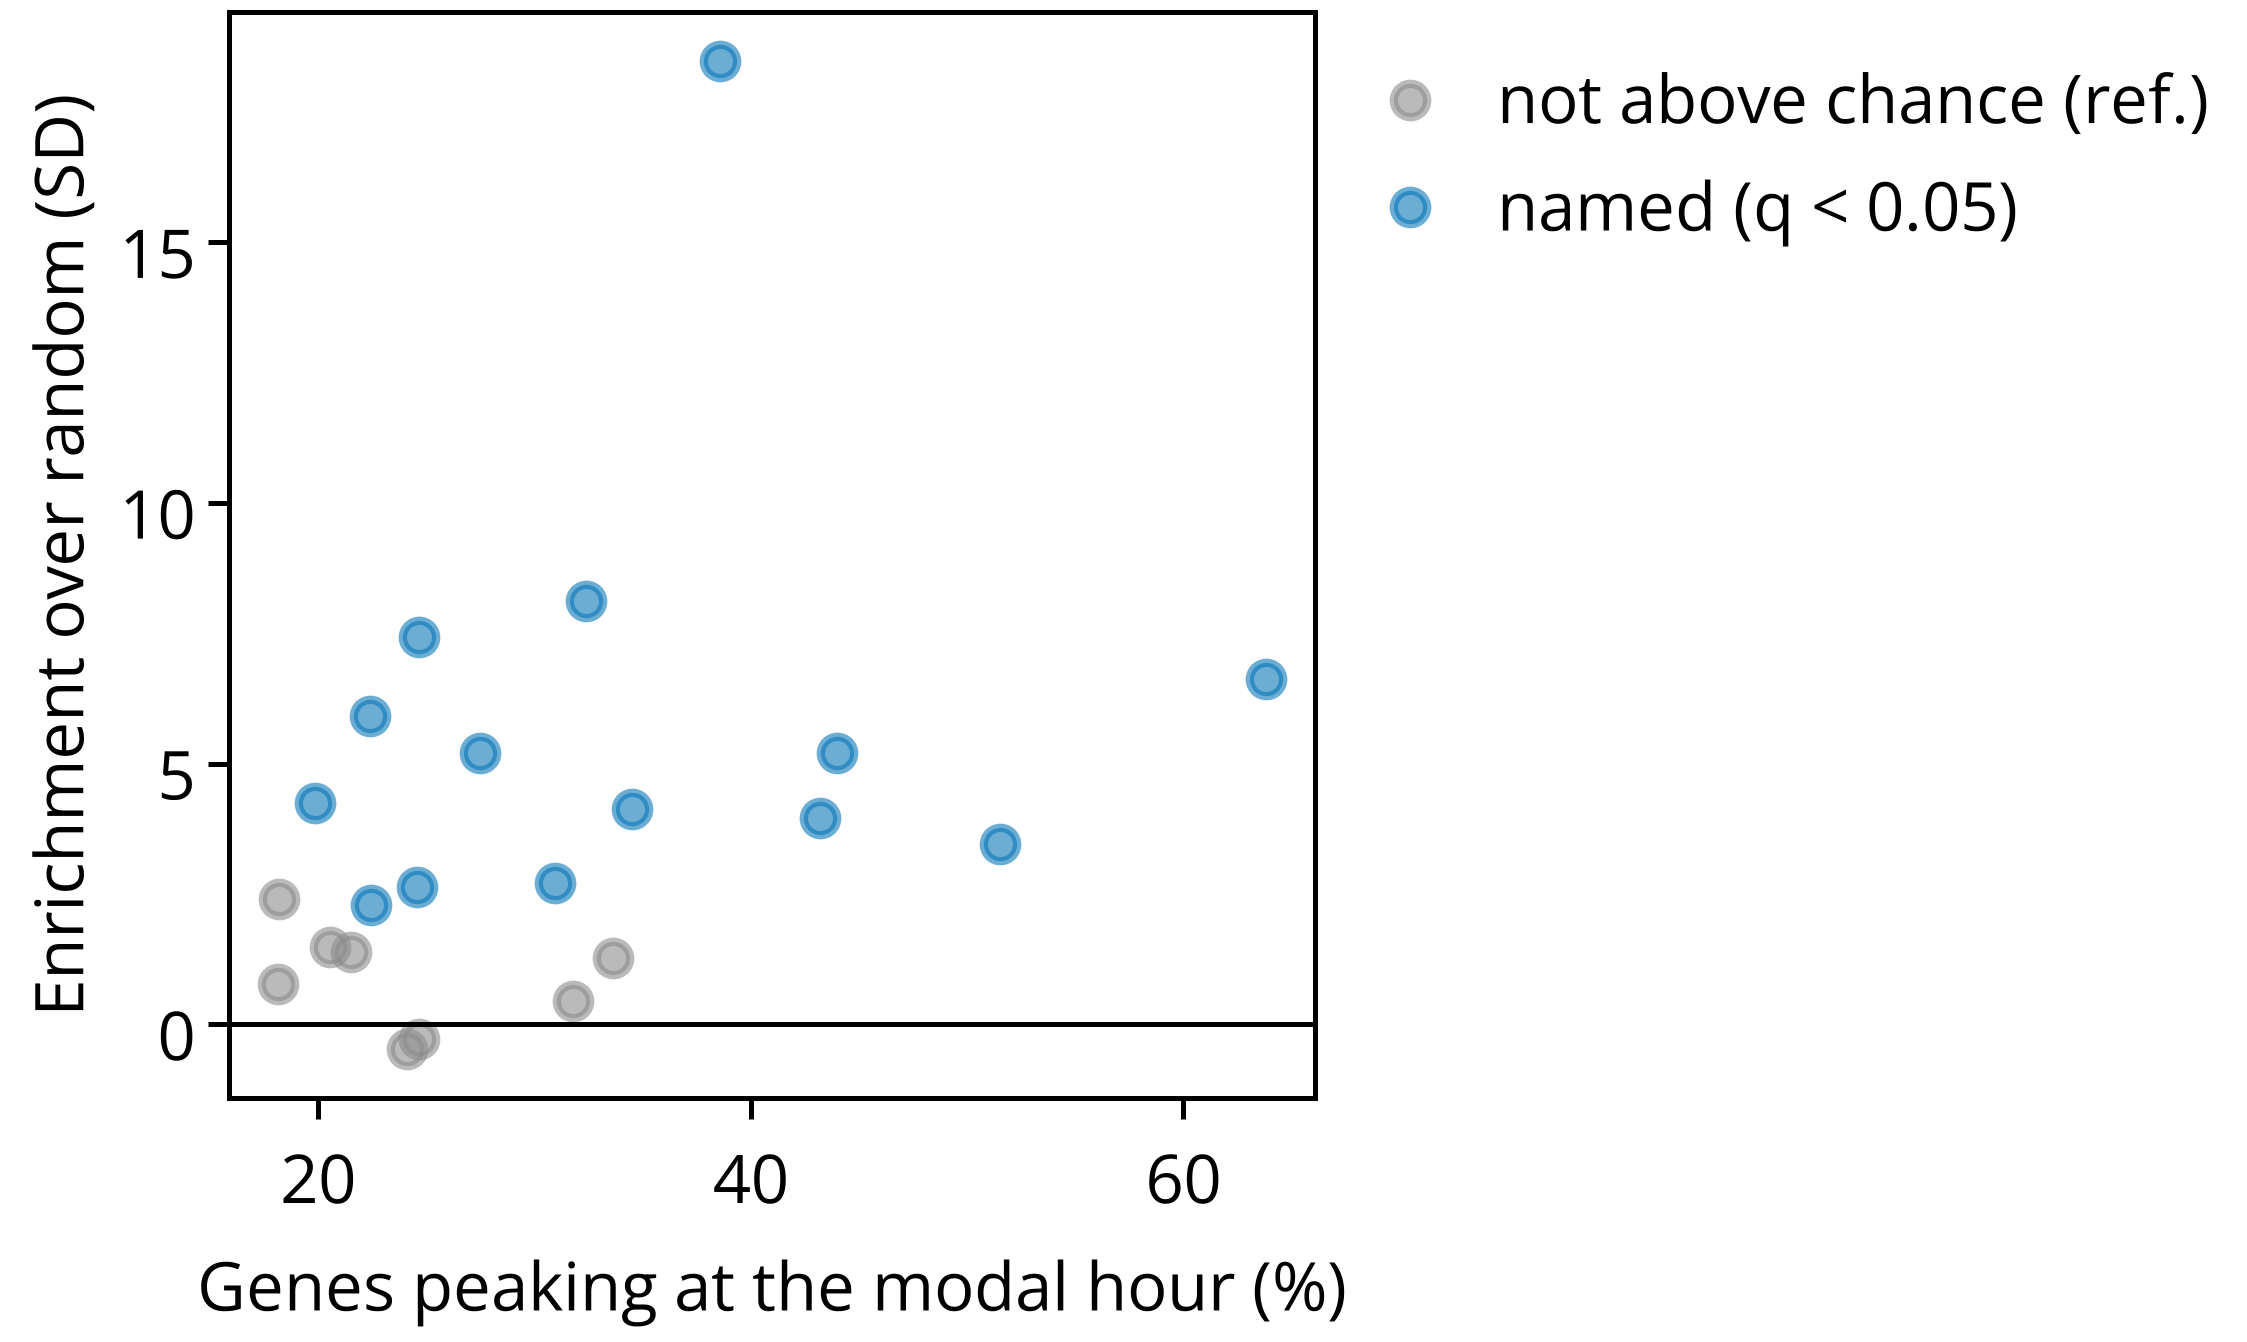 not above chance (ref.)
named (q < 0.05)
Enrichment over random (SD)
15
10
5
0
20
40
60
Genes peaking at the modal hour (%)